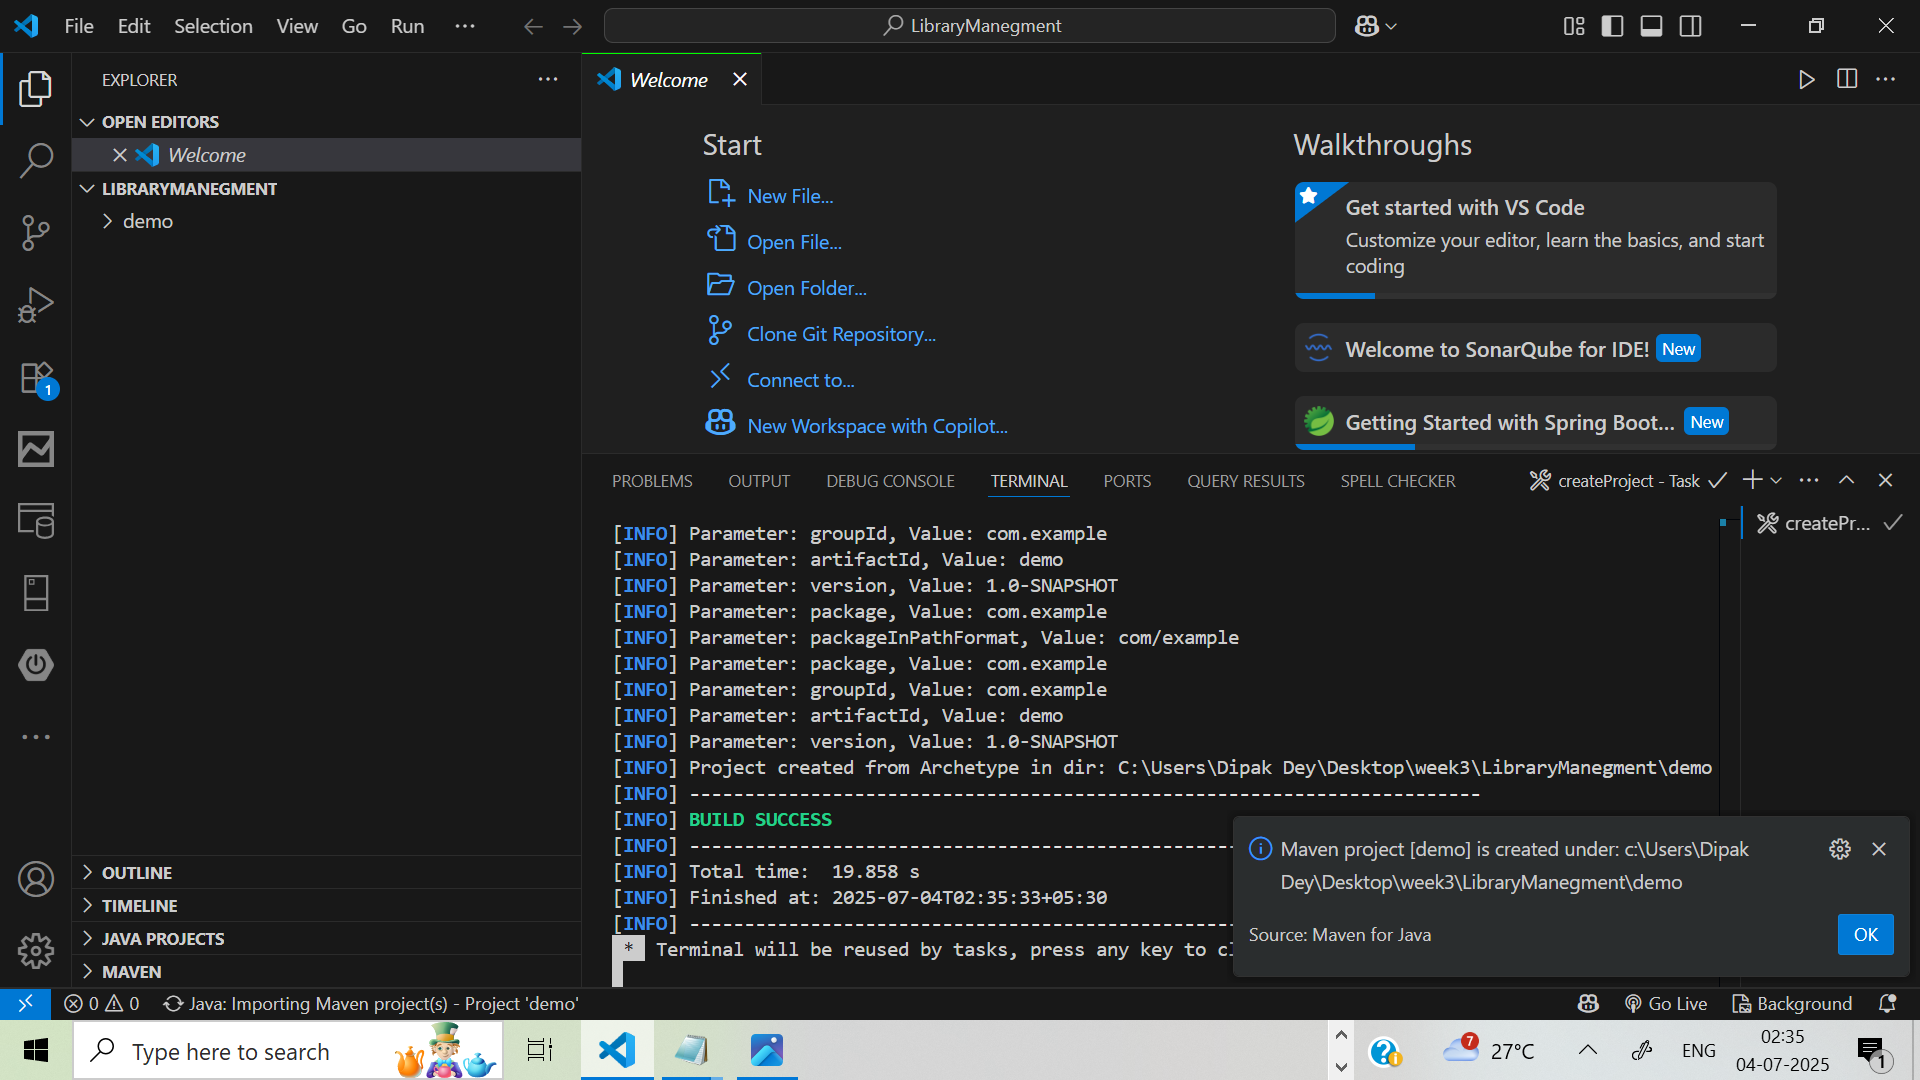 File Edit Selection View Go Run ···
LibraryManegment
EXPLORER
OPEN EDITORS
Welcome
LIBRARYMANEGMENT
demo
OUTLINE
TIMELINE
JAVA PROJECTS
MAVEN
1
Welcome
Start
New File...
Open File...
Open Folder...
Clone Git Repository...
Connect to...
New Workspace with Copilot...
Walkthroughs
Get started with VS Code
Customize your editor, learn the basics, and start
coding
Welcome to SonarQube for IDE! New
Getting Started with Spring Boot... New
PROBLEMS OUTPUT DEBUG CONSOLE TERMINAL PORTS QUERY RESULTS SPELL CHECKER
createProject - Task
createPr...
[INFO] Parameter: groupId, Value: com.example
[INFO] Parameter: artifactId, Value: demo
[INFO] Parameter: version, Value: 1.0-SNAPSHOT
[INFO] Parameter: package, Value: com.example
[INFO] Parameter: packageInPathFormat, Value: com/example
[INFO] Parameter: package, Value: com.example
[INFO] Parameter: groupId, Value: com.example
[INFO] Parameter: artifactId, Value: demo
[INFO] Parameter: version, Value: 1.0-SNAPSHOT
[INFO] Project created from Archetype in dir: C:\Users\Dipak Dey\Desktop\week3\LibraryManegment\demo
[INFO] ------------------------------------------------------------------------
[INFO] BUILD SUCCESS
[INFO] --------------------------------------------------
[INFO] Total time:  19.858 s
[INFO] Finished at: 2025-07-04T02:35:33+05:30
[INFO] --------------------------------------------------
* Terminal will be reused by tasks, press any key to cl
Maven project [demo] is created under: c:\Users\Dipak
Dey\Desktop\week3\LibraryManegment\demo
Source: Maven for Java
OK
0 0 Java: Importing Maven project(s) - Project 'demo'
Go Live Background
Type here to search
7 27°C ENG
02:35
04-07-2025
1